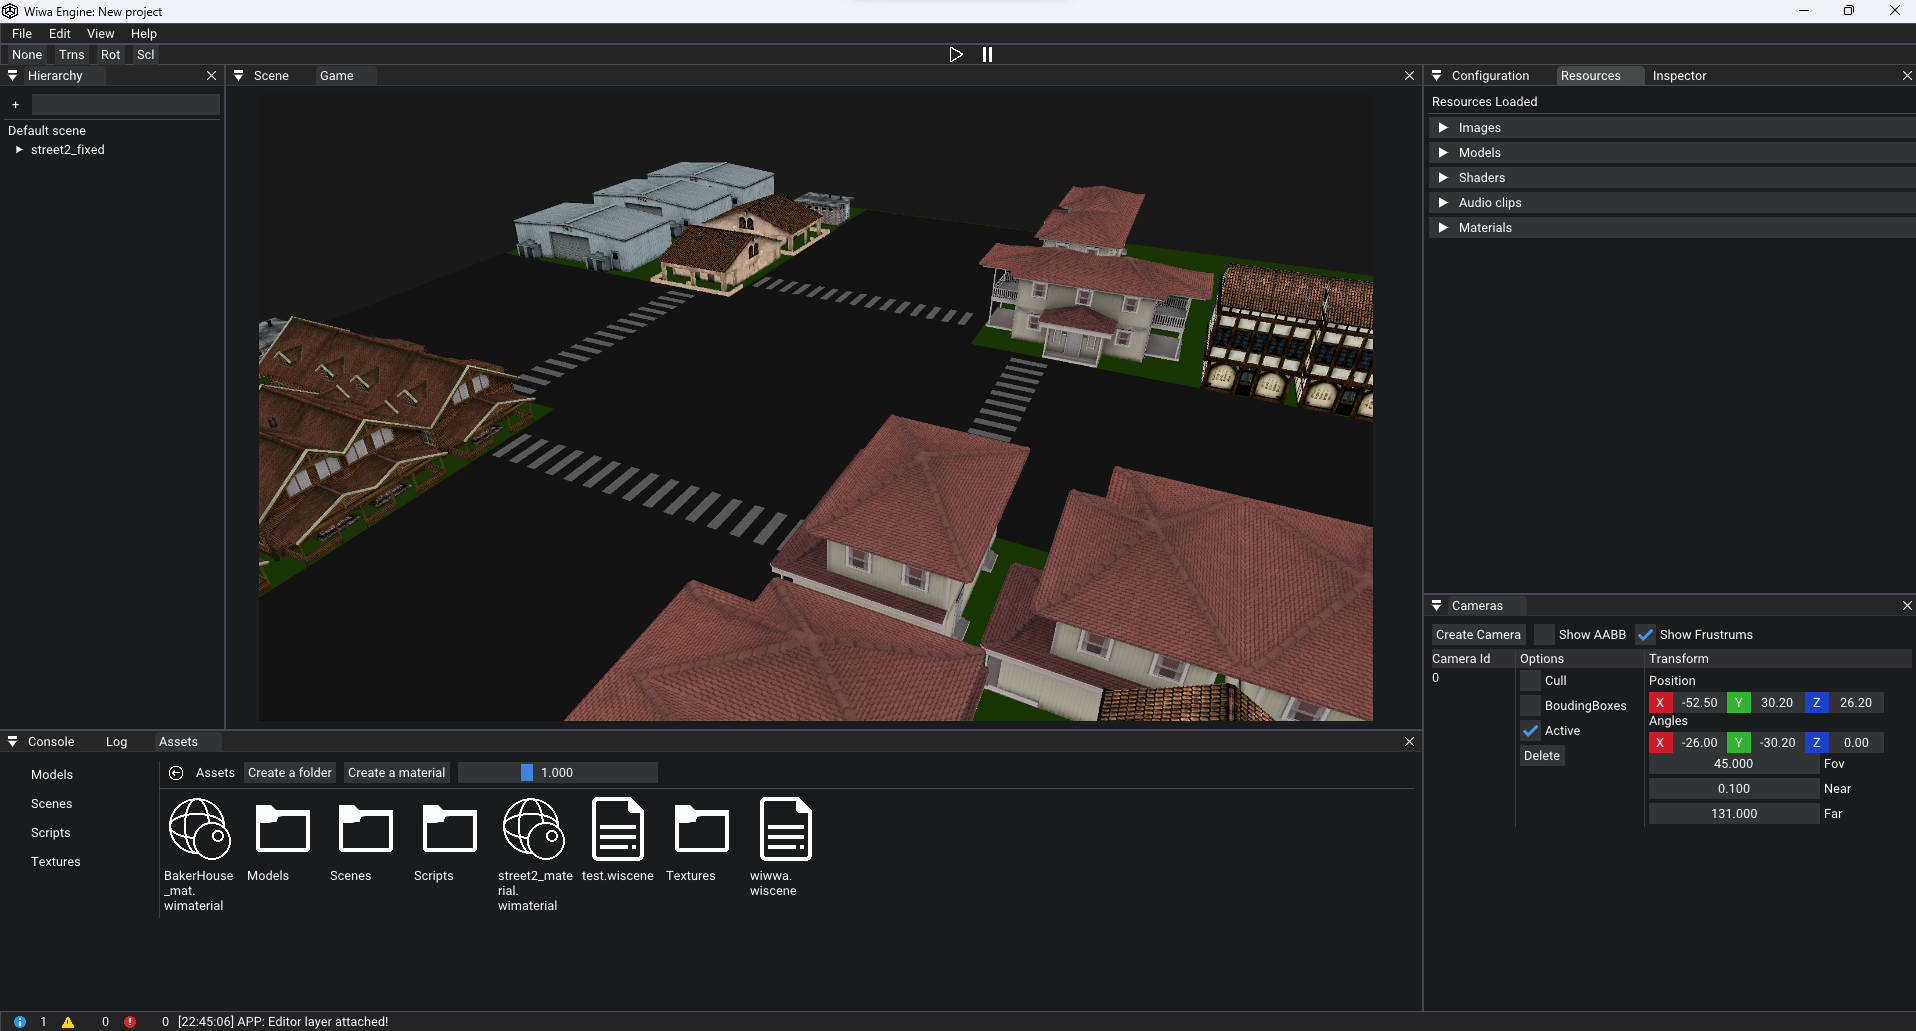 Wiwa Engine: New project
File Edit View Help
None Trns Rot Scl
Hierarchy
+
Default scene
street2_fixed
Scene Game
Configuration Resources Inspector
Resources Loaded
Images
Models
Shaders
Audio clips
Materials
Cameras
Create Camera Show AABB Show Frustrums
Camera Id Options Transform
0
Cull
BoudingBoxes
Active
Delete
Position
X -52.50 Y 30.20 Z 26.20
Angles
X -26.00 Y -30.20 Z 0.00
45.000 Fov
0.100 Near
131.000 Far
Console Log Assets
Models
Scenes
Scripts
Textures
Assets Create a folder Create a material 1.000
BakerHouse
_mat.
wimaterial
Models
Scenes
Scripts
street2_mate
rial.
wimaterial
test.wiscene
Textures
wiwwa.
wiscene
1 0 0 [22:45:06] APP: Editor layer attached!